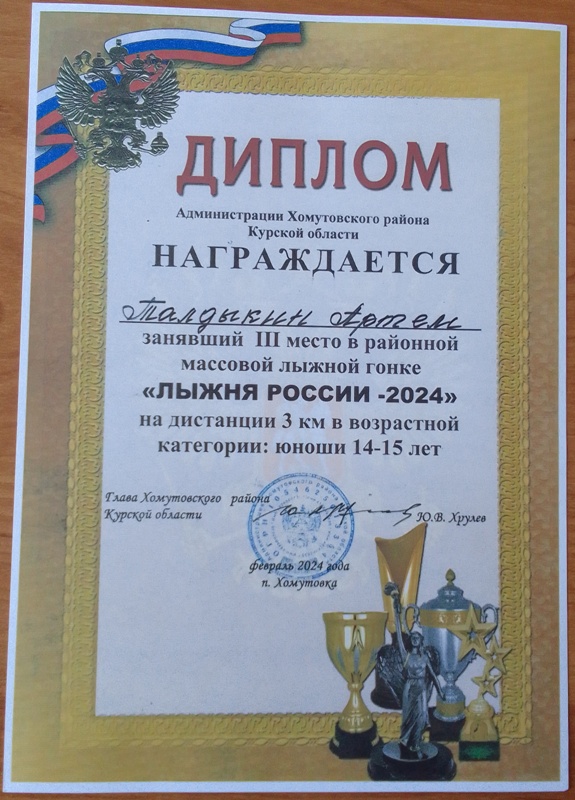 ДИПЛОМ
Администрации Хомутовского района
Курской области
НАГРАЖДАЕТСЯ
Талдыкин Артем
занявший III место в районной
массовой лыжной гонке
«ЛЫЖНЯ РОССИИ -2024»
на дистанции 3 км в возрастной
категории: юноши 14-15 лет
Глава Хомутовского района
Курской области
Ю.В. Хрулев
февраль 2024 года
п. Хомутовка